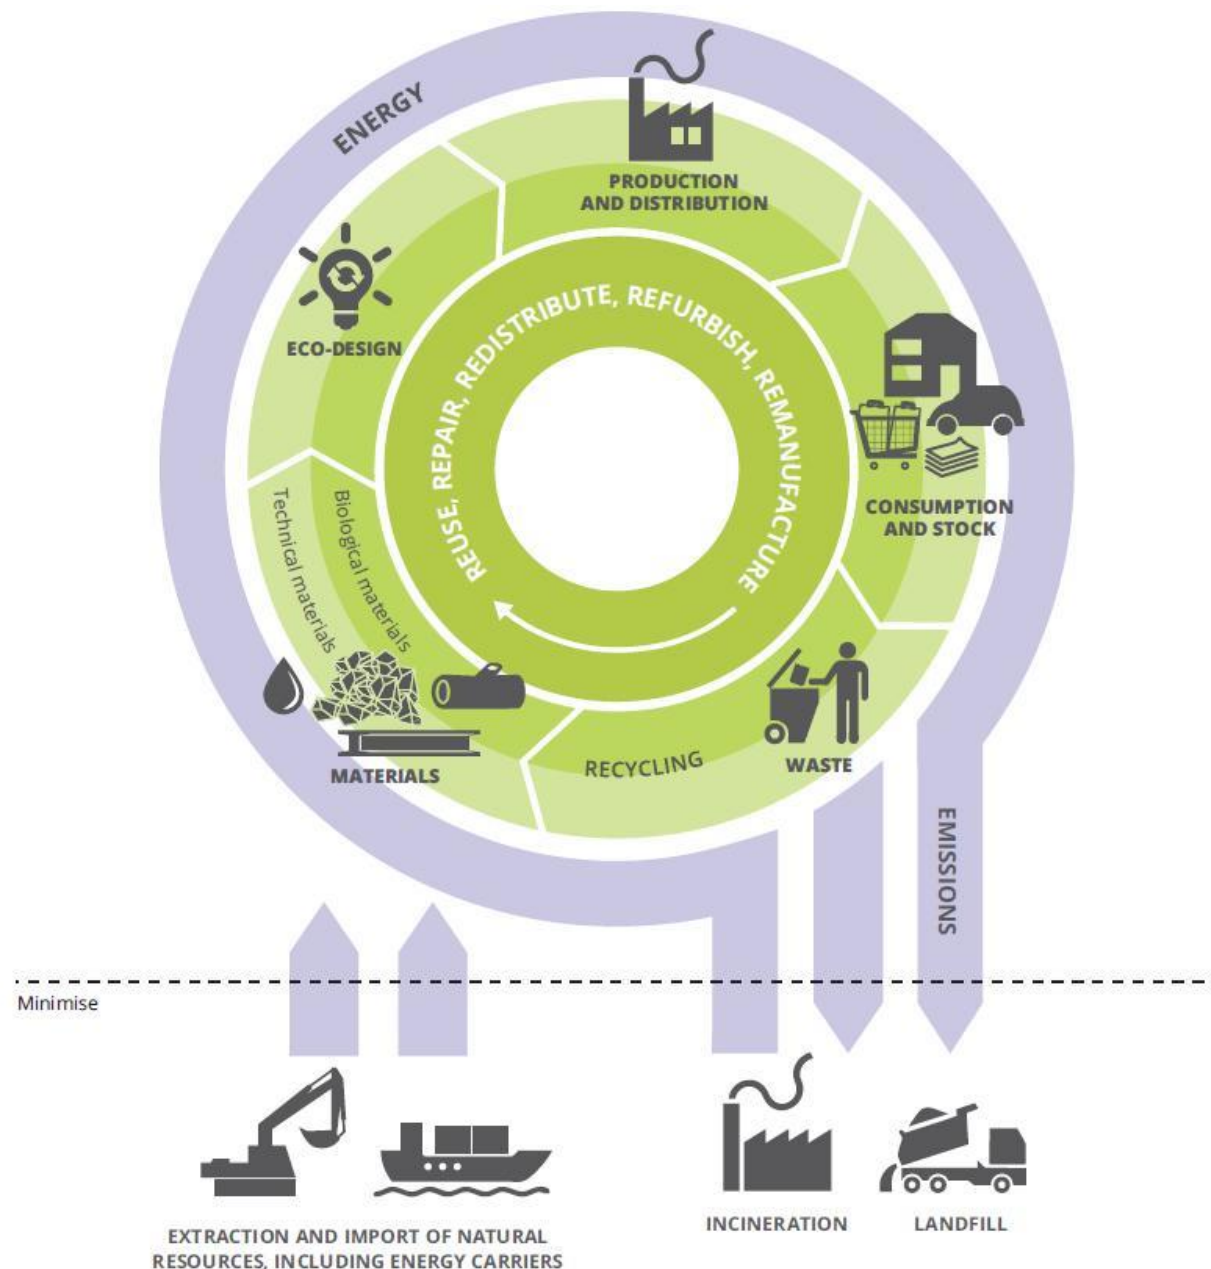 ENERGY
PRODUCTION
AND DISTRIBUTION
ECO-DESIGN
REUSE, REPAIR, REDISTRIBUTE, REFURBISH, REMANUFACTURE
CONSUMPTION
AND STOCK
Technical materials
Biological materials
MATERIALS
RECYCLING
WASTE
EMISSIONS
Minimise
EXTRACTION AND IMPORT OF NATURAL
RESOURCES, INCLUDING ENERGY CARRIERS
INCINERATION
LANDFILL